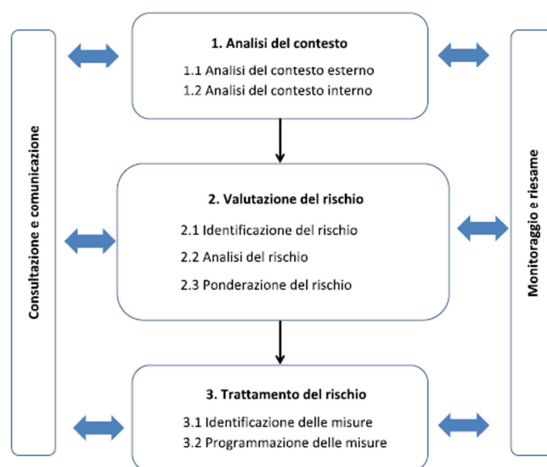 Consultazione e comunicazione
1. Analisi del contesto
1.1 Analisi del contesto esterno
1.2 Analisi del contesto interno
2. Valutazione del rischio
2.1 Identificazione del rischio
2.2 Analisi del rischio
2.3 Ponderazione del rischio
3. Trattamento del rischio
3.1 Identificazione delle misure
3.2 Programmazione delle misure
Monitoraggio e riesame